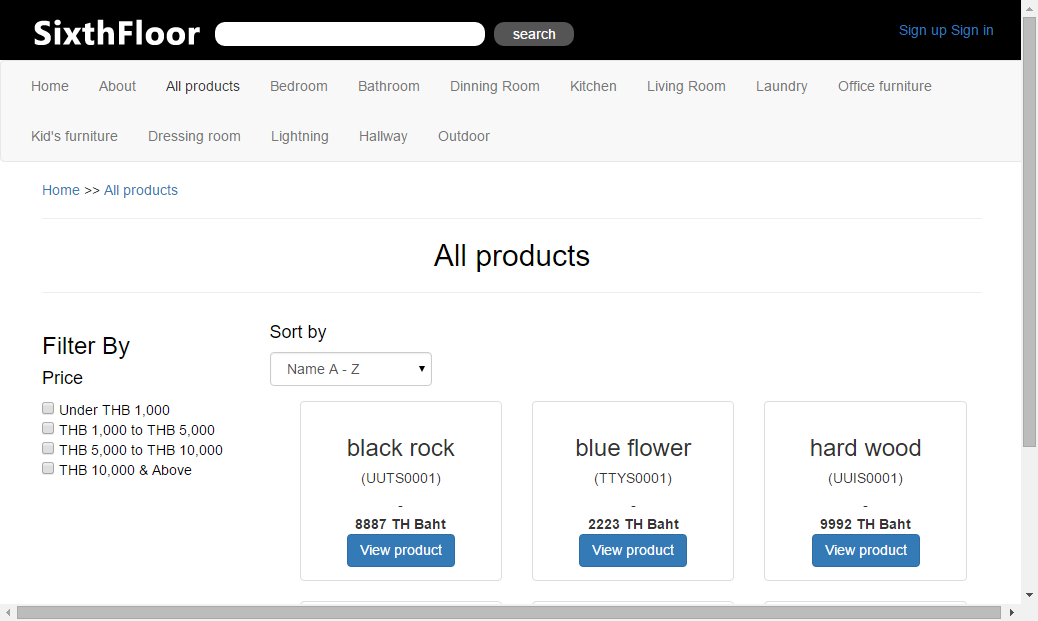 SixthFloor search Sign up Sign in
Home About All products Bedroom Bathroom Dinning Room Kitchen Living Room Laundry Office furniture
Kid's furniture Dressing room Lightning Hallway Outdoor
Home >> All products
All products
Filter By
Price
Under THB 1,000
THB 1,000 to THB 5,000
THB 5,000 to THB 10,000
THB 10,000 & Above
Sort by
Name A - Z
black rock
(UUTS0001)
-
8887 TH Baht
View product
blue flower
(TTYS0001)
-
2223 TH Baht
View product
hard wood
(UUIS0001)
-
9992 TH Baht
View product